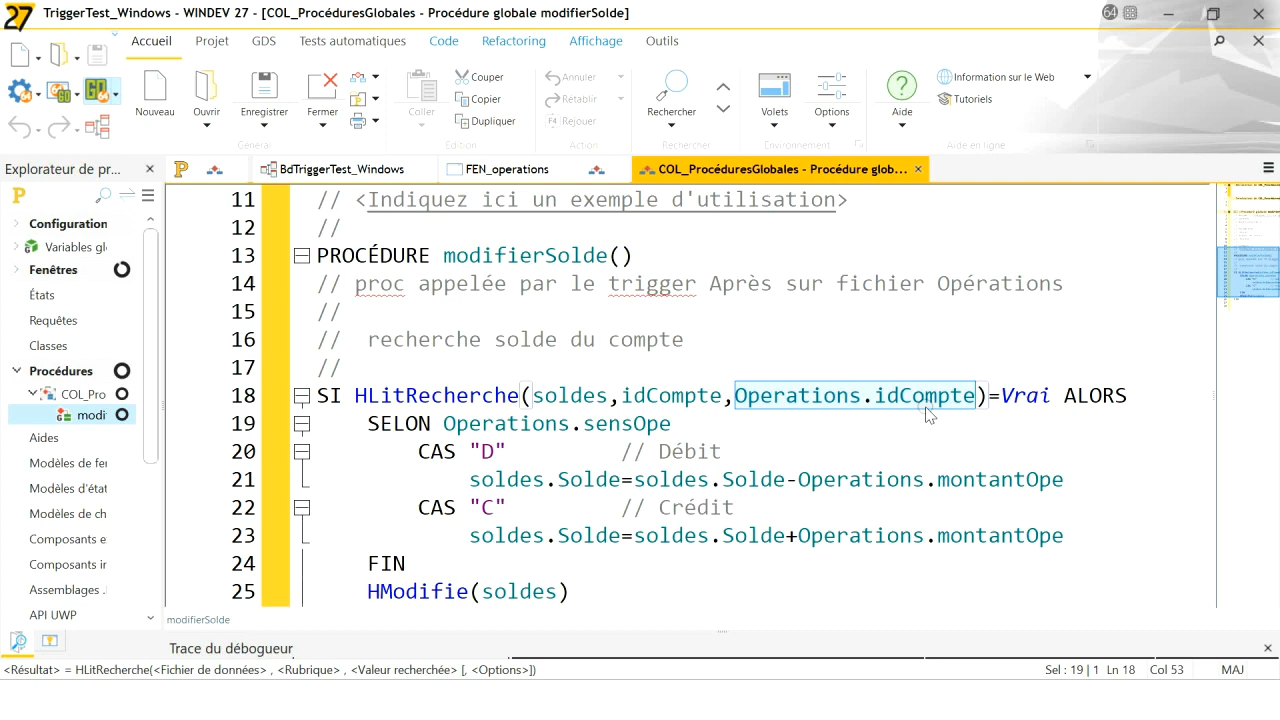 27 TriggerTest_Windows - WINDEV 27 - [COL_ProcéduresGlobales - Procédure globale modifierSolde] 64
Accueil Projet GDS Tests automatiques Code Refactoring Affichage Outils
Nouveau Ouvrir Enregistrer Fermer Coller Couper Copier Dupliquer Annuler Rétablir F4 Rejouer Rechercher Volets Options Aide Information sur le Web Tutoriels
GO GO
Général Edition Action Rechercher Environnement Aide en ligne
Explorateur de pr... BdTriggerTest_Windows FEN_operations COL_ProcéduresGlobales - Procédure glob...
Configuration
Variables gl
Fenêtres
États
Requêtes
Classes
Procédures
COL_Pro
modi
Aides
Modèles de fe
Modèles d'état
Modèles de ch
Composants e
Composants i
Assemblages .
API UWP
11 // <Indiquez ici un exemple d'utilisation>
12 //
13 PROCÉDURE modifierSolde()
14 // proc appelée par le trigger Après sur fichier Opérations
15 //
16 // recherche solde du compte
17 //
18 SI HLitRecherche(soldes,idCompte,Operations.idCompte)=Vrai ALORS
19 SELON Operations.sensOpe
20 CAS "D" // Débit
21 soldes.Solde=soldes.Solde-Operations.montantOpe
22 CAS "C" // Crédit
23 soldes.Solde=soldes.Solde+Operations.montantOpe
24 FIN
25 HModifie(soldes)
modifierSolde
Trace du débogueur
<Résultat> = HLitRecherche(<Fichier de données> , <Rubrique> , <Valeur recherchée> [, <Options>]) Sel : 19 | 1 Ln 18 Col 53 MAJ